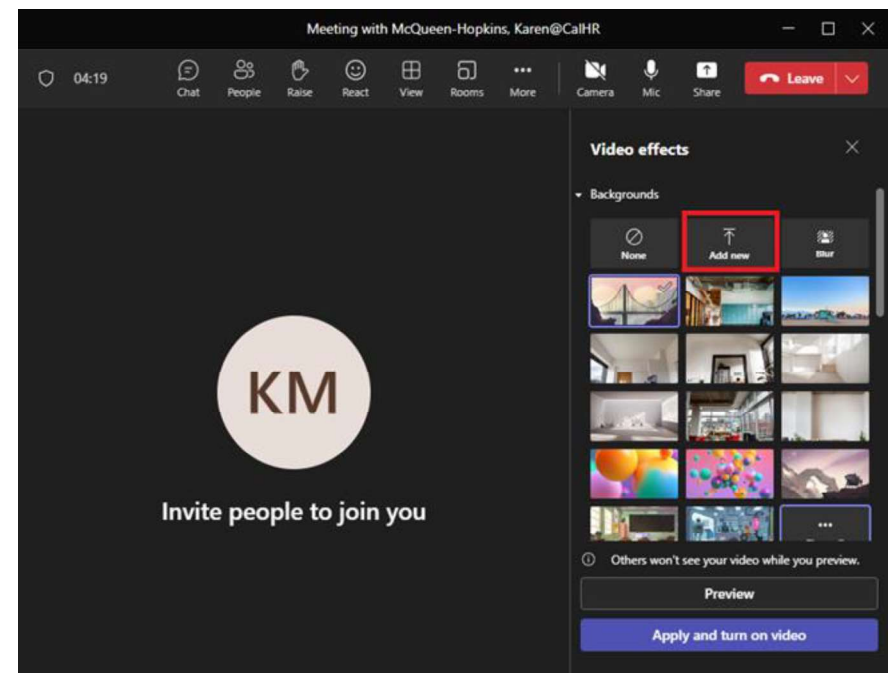 Meeting with McQueen-Hopkins, Karen@CalHR
04:19
Chat People Raise React View Rooms More Camera Mic Share Leave
Video effects
Backgrounds
None Add new Blur
KM
Invite people to join you
Others won't see your video while you preview.
Preview
Apply and turn on video